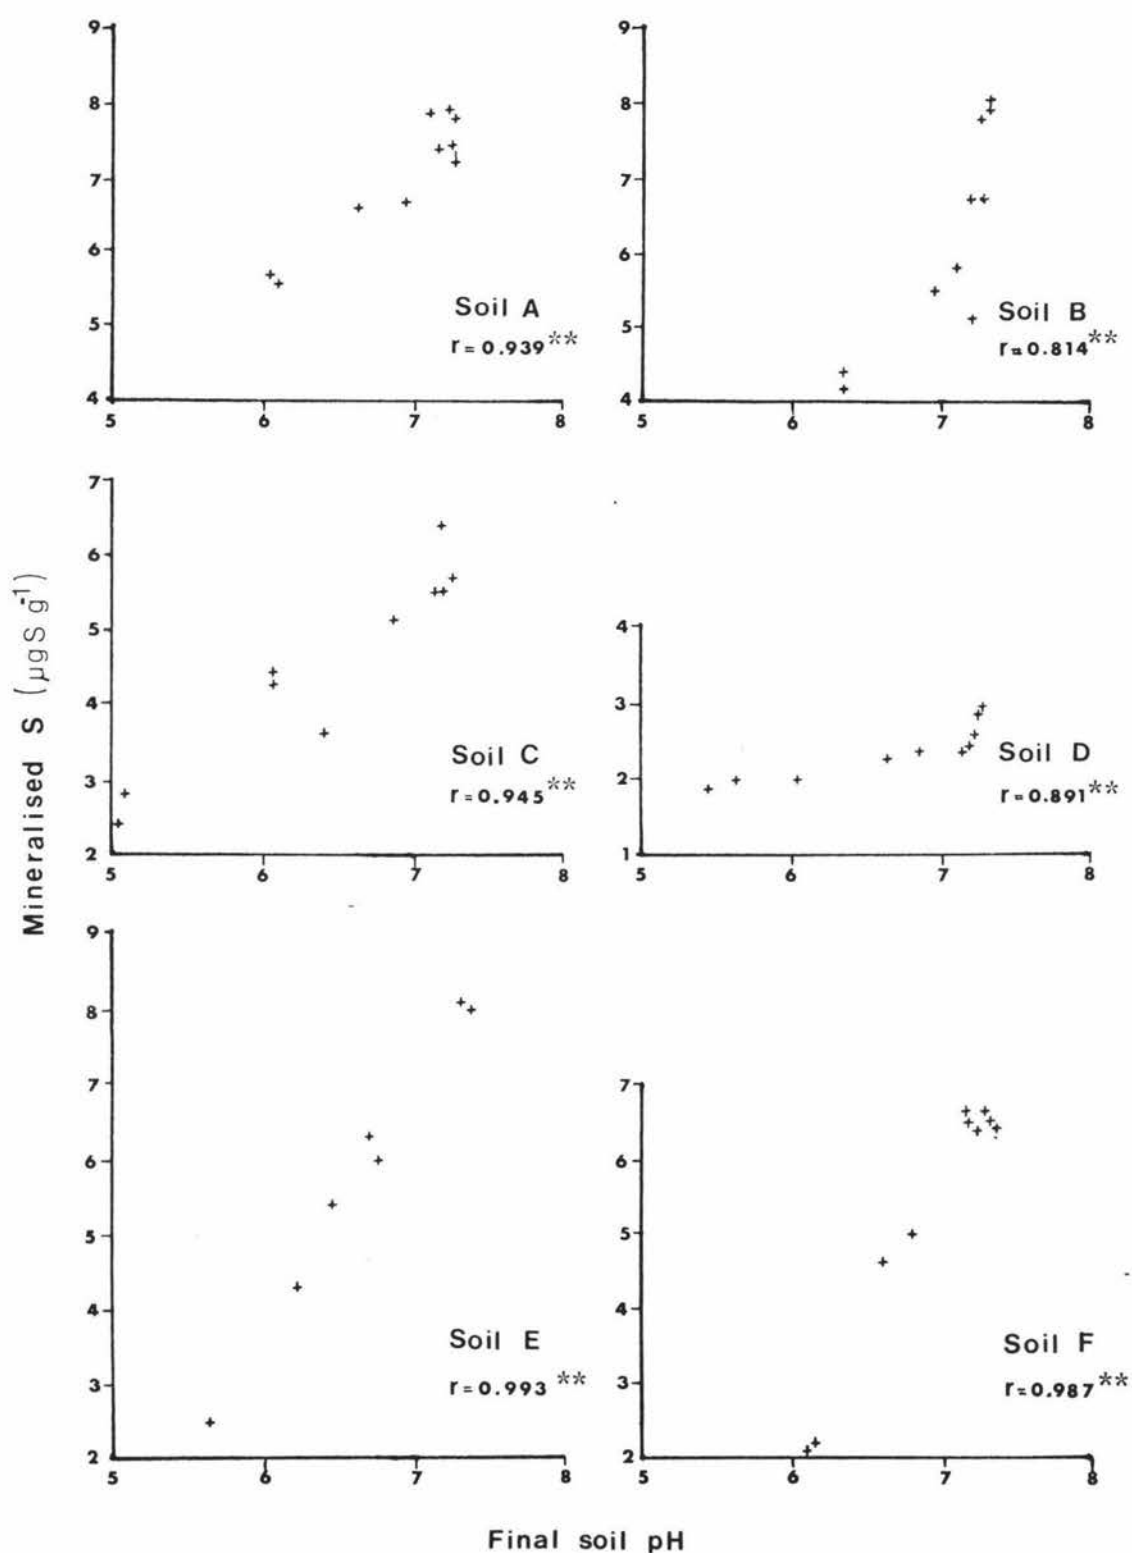 9
8
7
6
5
4
5 6 7 8
Soil A
r = 0.939**
9
8
7
6
5
4
5 6 7 8
Soil B
r = 0.814**
7
6
5
4
3
2
5 6 7 8
Soil C
r = 0.945**
4
3
2
1
5 6 7 8
Soil D
r = 0.891**
9
8
7
6
5
4
3
2
5 6 7 8
Soil E
r = 0.993**
7
6
5
4
3
2
5 6 7 8
Soil F
r = 0.987**
Mineralised S (µgS g⁻¹)
Final soil pH